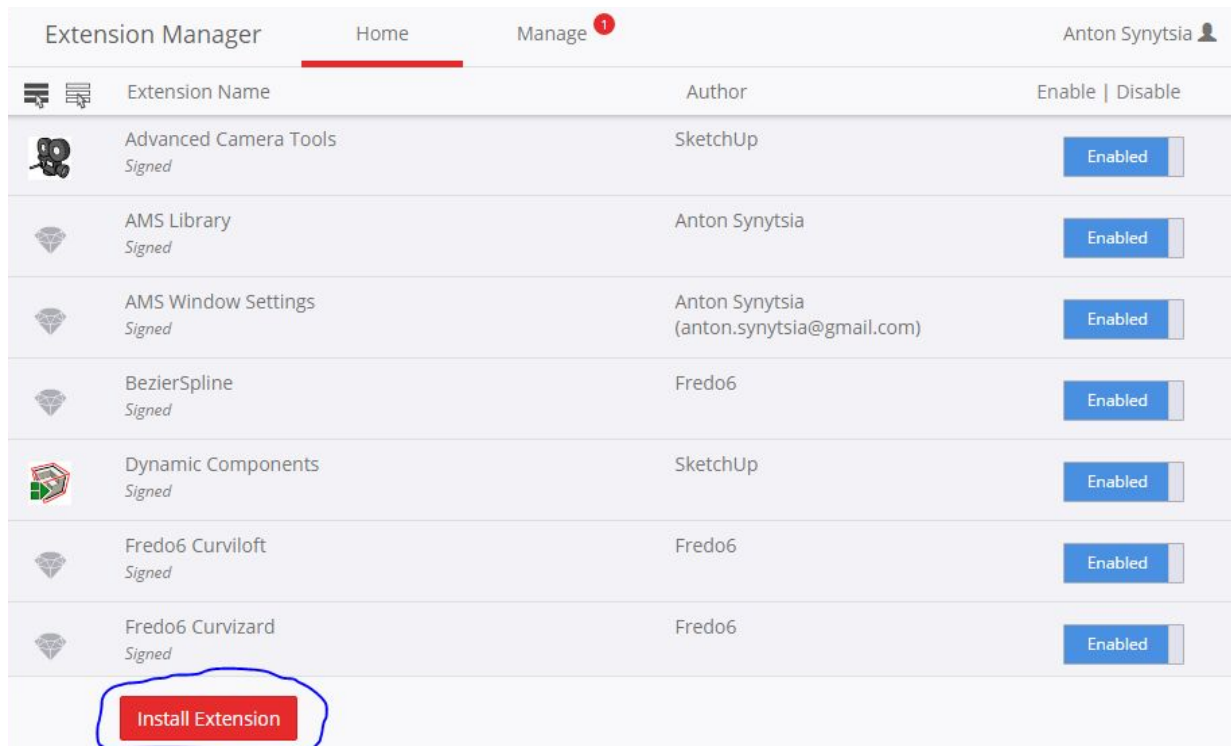 Extension Manager Home Manage 1 Anton Synytsia
Extension Name Author Enable | Disable
Advanced Camera Tools SketchUp Enabled
Signed
AMS Library Anton Synytsia Enabled
Signed
AMS Window Settings Anton Synytsia Enabled
Signed (anton.synytsia@gmail.com)
BezierSpline Fredo6 Enabled
Signed
Dynamic Components SketchUp Enabled
Signed
Fredo6 Curviloft Fredo6 Enabled
Signed
Fredo6 Curvizard Fredo6 Enabled
Signed
Install Extension